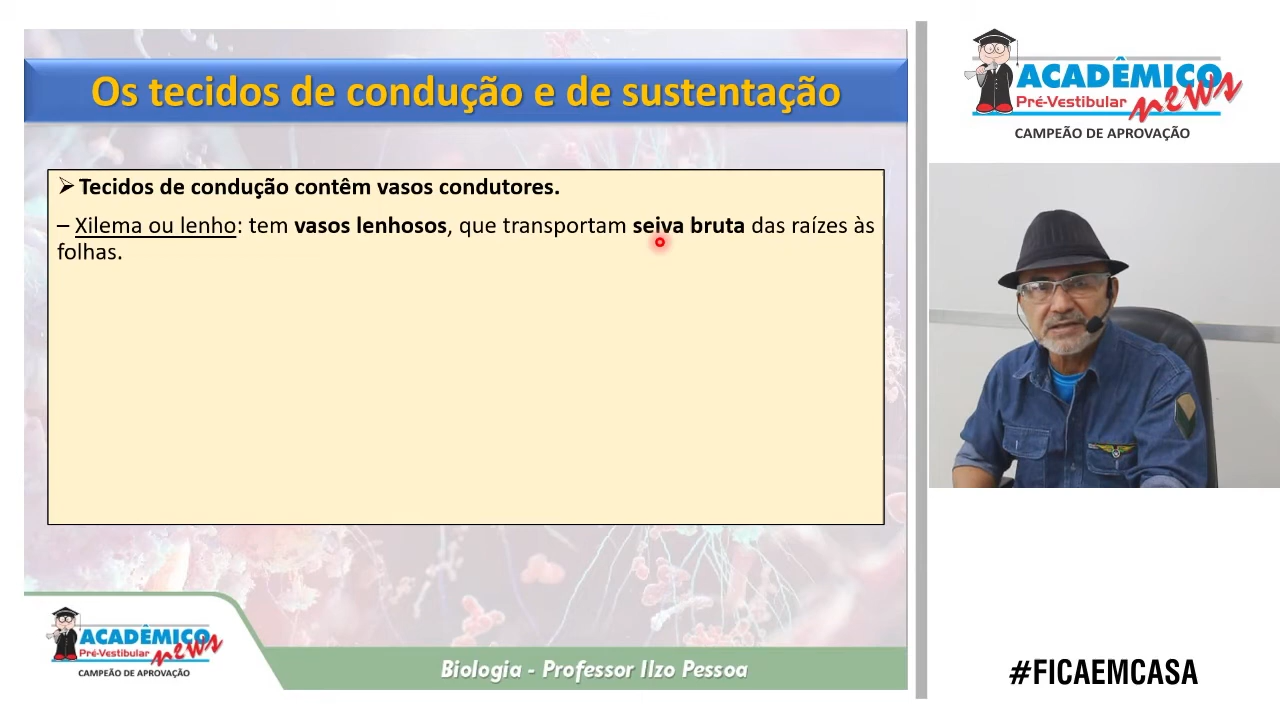 Os tecidos de condução e de sustentação
➢ Tecidos de condução contêm vasos condutores.
– Xilema ou lenho: tem vasos lenhosos, que transportam seiva bruta das raízes às
folhas.
ACADÊMICO
Pré-Vestibular news
CAMPEÃO DE APROVAÇÃO
Biologia - Professor Ilzo Pessoa
ACADÊMICO
Pré-Vestibular news
CAMPEÃO DE APROVAÇÃO
#FICAEMCASA